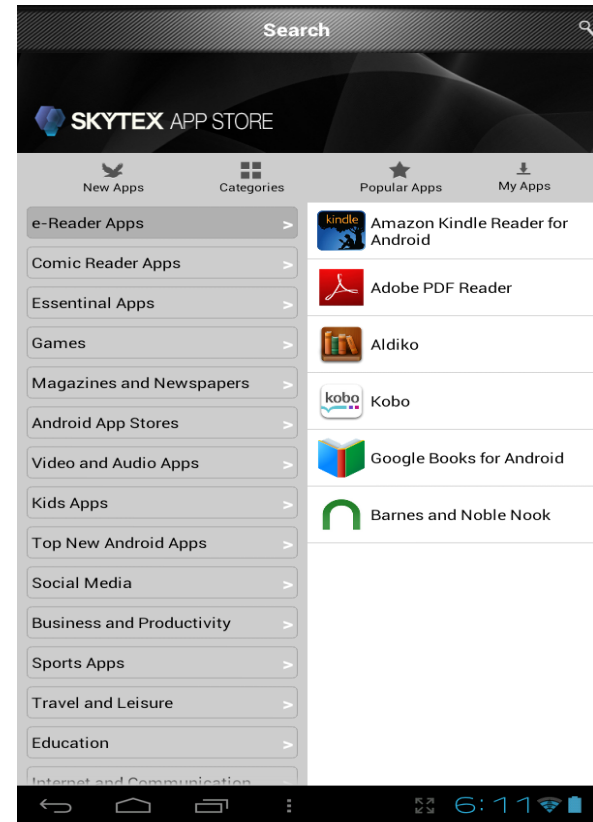 Search
SKYTEX APP STORE
New Apps
Categories
Popular Apps
My Apps
e-Reader Apps >
Comic Reader Apps >
Essentinal Apps >
Games >
Magazines and Newspapers >
Android App Stores >
Video and Audio Apps >
Kids Apps >
Top New Android Apps >
Social Media >
Business and Productivity >
Sports Apps >
Travel and Leisure >
Education >
Internet and Communication
kindle
Amazon Kindle Reader for
Android
Adobe PDF Reader
Aldiko
kobo
Kobo
Google Books for Android
Barnes and Noble Nook
6:11